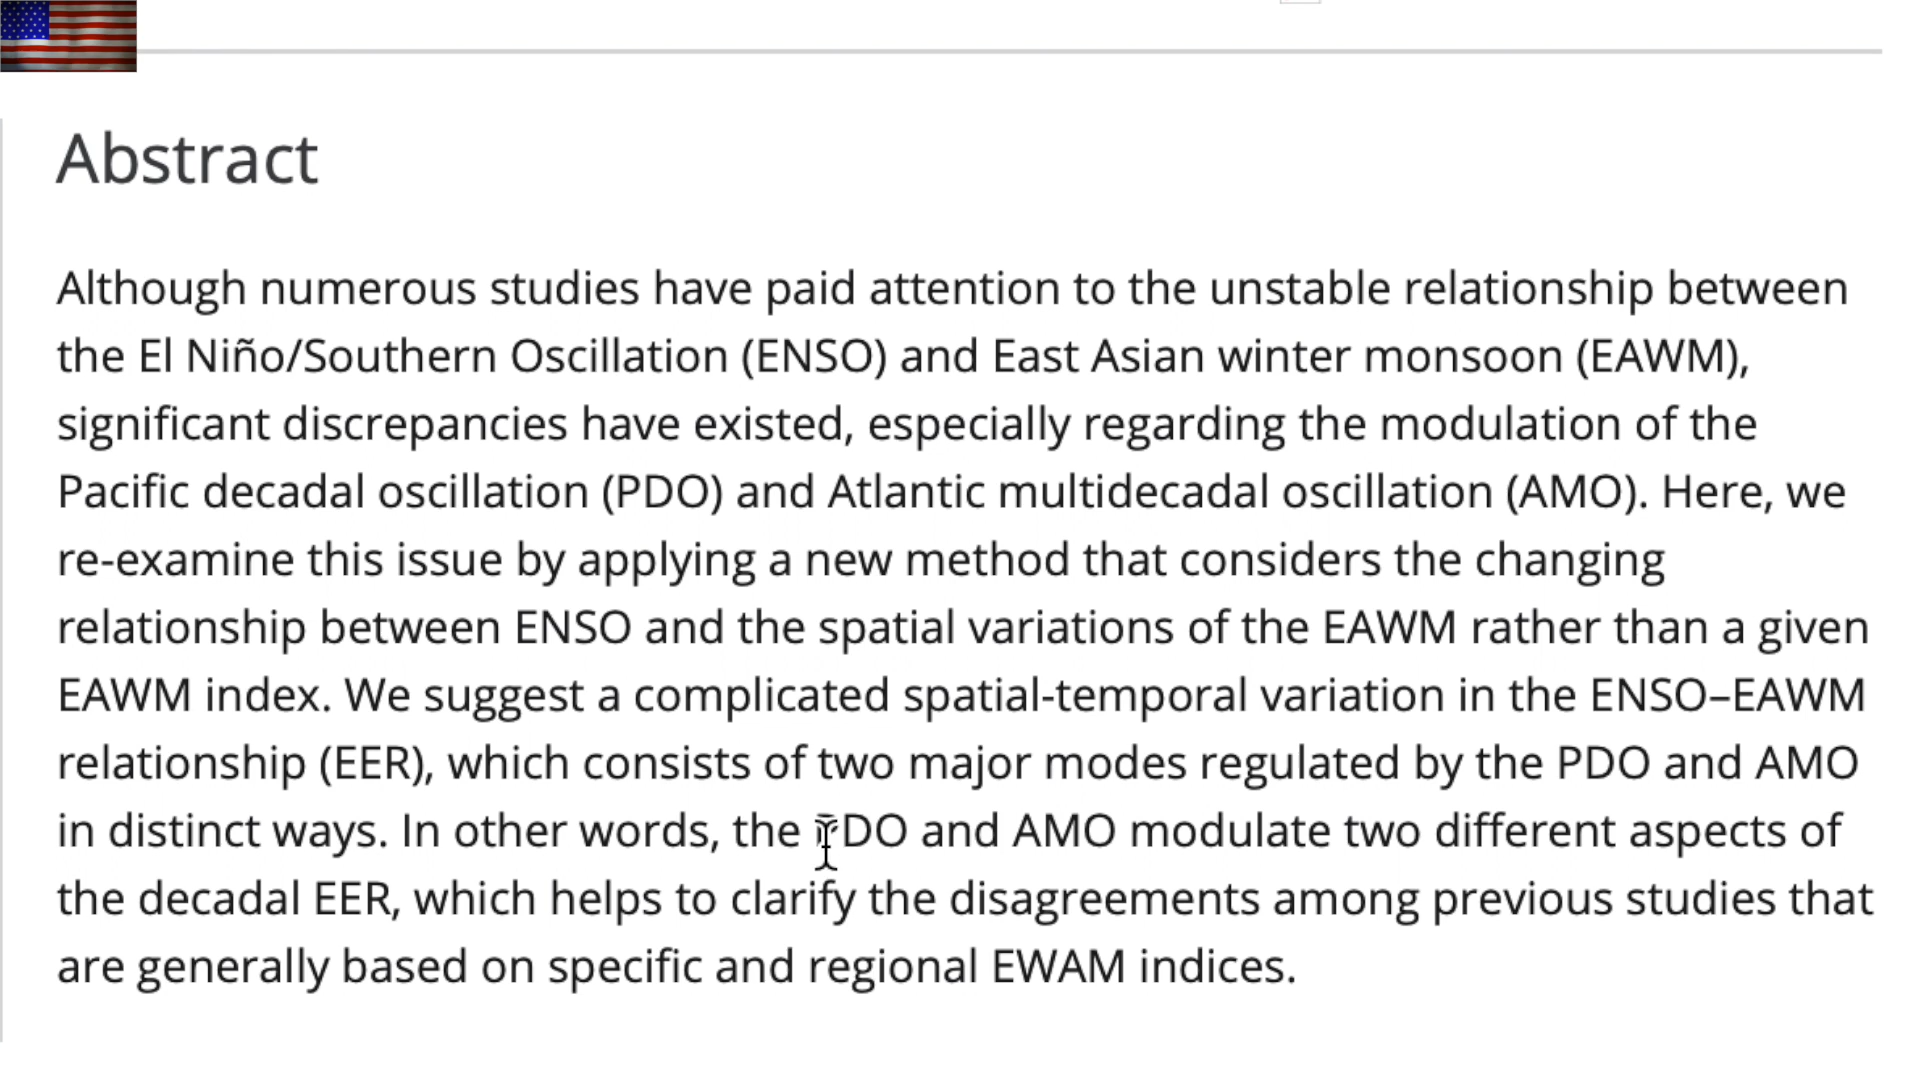 Abstract
Although numerous studies have paid attention to the unstable relationship between
the El Niño/Southern Oscillation (ENSO) and East Asian winter monsoon (EAWM),
significant discrepancies have existed, especially regarding the modulation of the
Pacific decadal oscillation (PDO) and Atlantic multidecadal oscillation (AMO). Here, we
re-examine this issue by applying a new method that considers the changing
relationship between ENSO and the spatial variations of the EAWM rather than a given
EAWM index. We suggest a complicated spatial-temporal variation in the ENSO–EAWM
relationship (EER), which consists of two major modes regulated by the PDO and AMO
in distinct ways. In other words, the PDO and AMO modulate two different aspects of
the decadal EER, which helps to clarify the disagreements among previous studies that
are generally based on specific and regional EWAM indices.